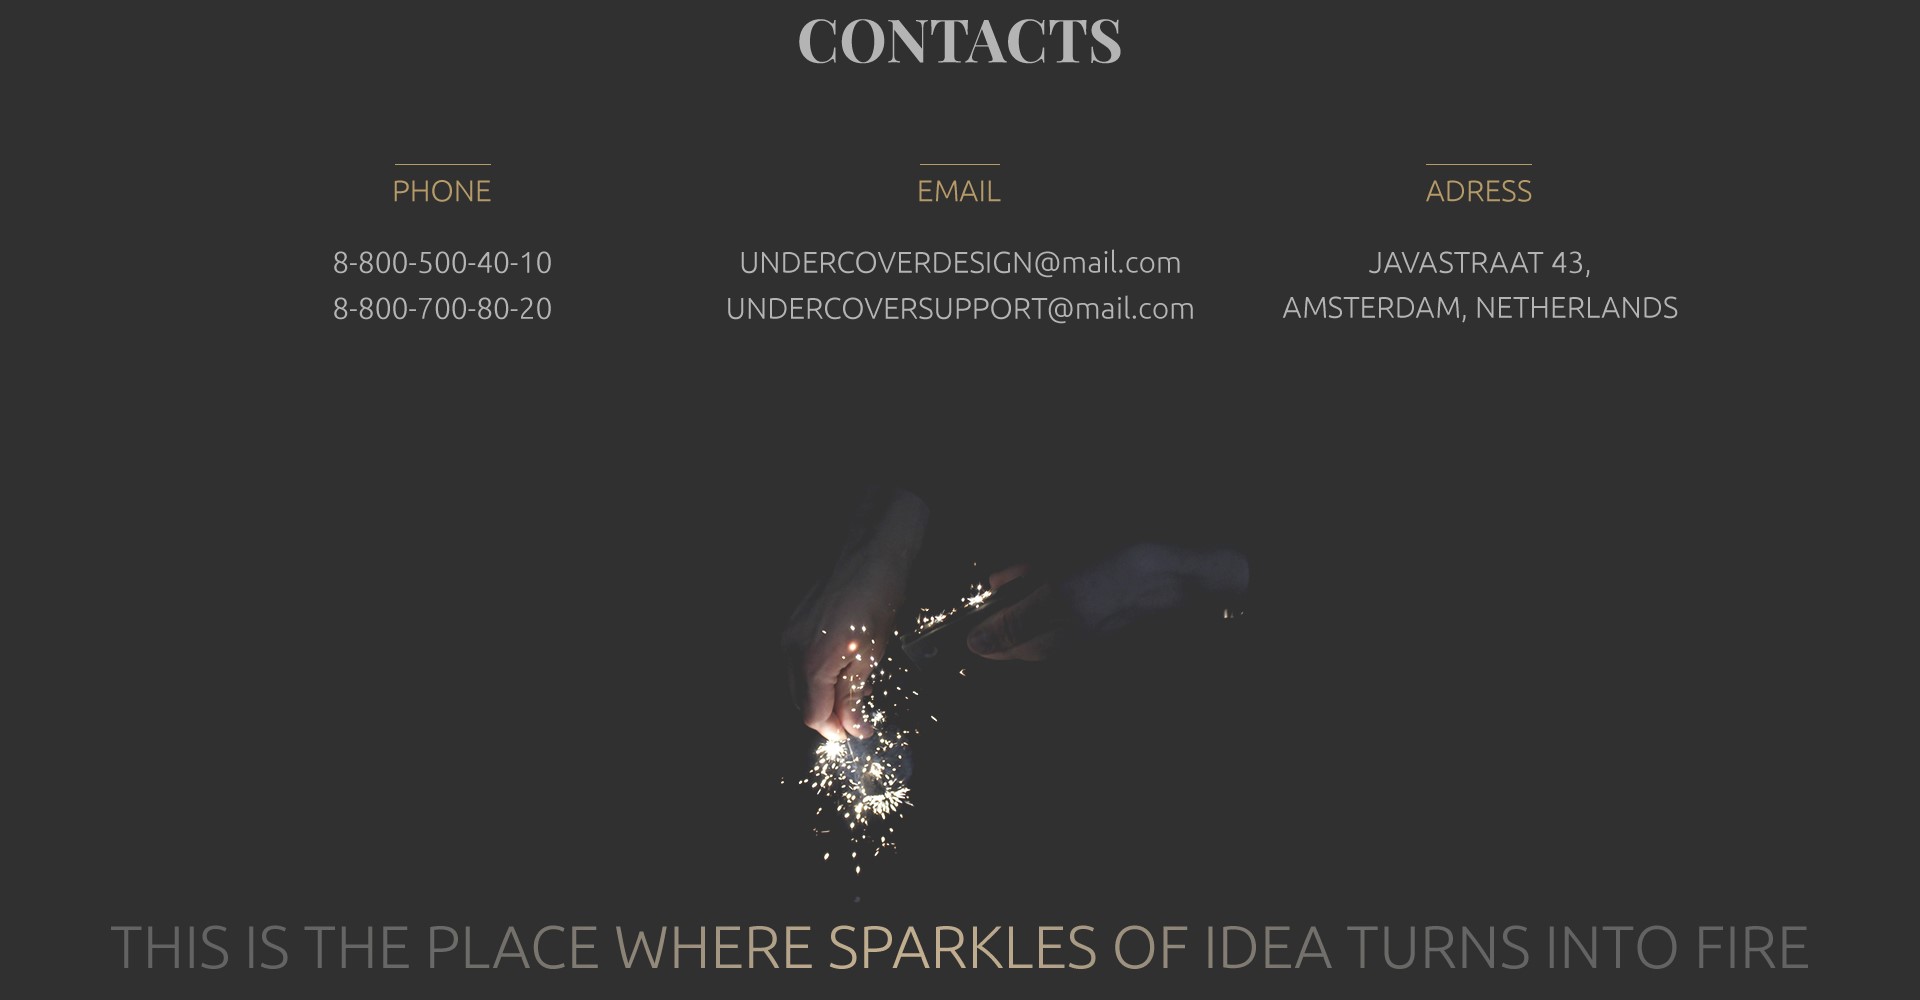 CONTACTS
PHONE
8-800-500-40-10
8-800-700-80-20
EMAIL
UNDERCOVERDESIGN@mail.com
UNDERCOVERSUPPORT@mail.com
ADRESS
JAVASTRAAT 43,
AMSTERDAM, NETHERLANDS
THIS IS THE PLACE WHERE SPARKLES OF IDEA TURNS INTO FIRE